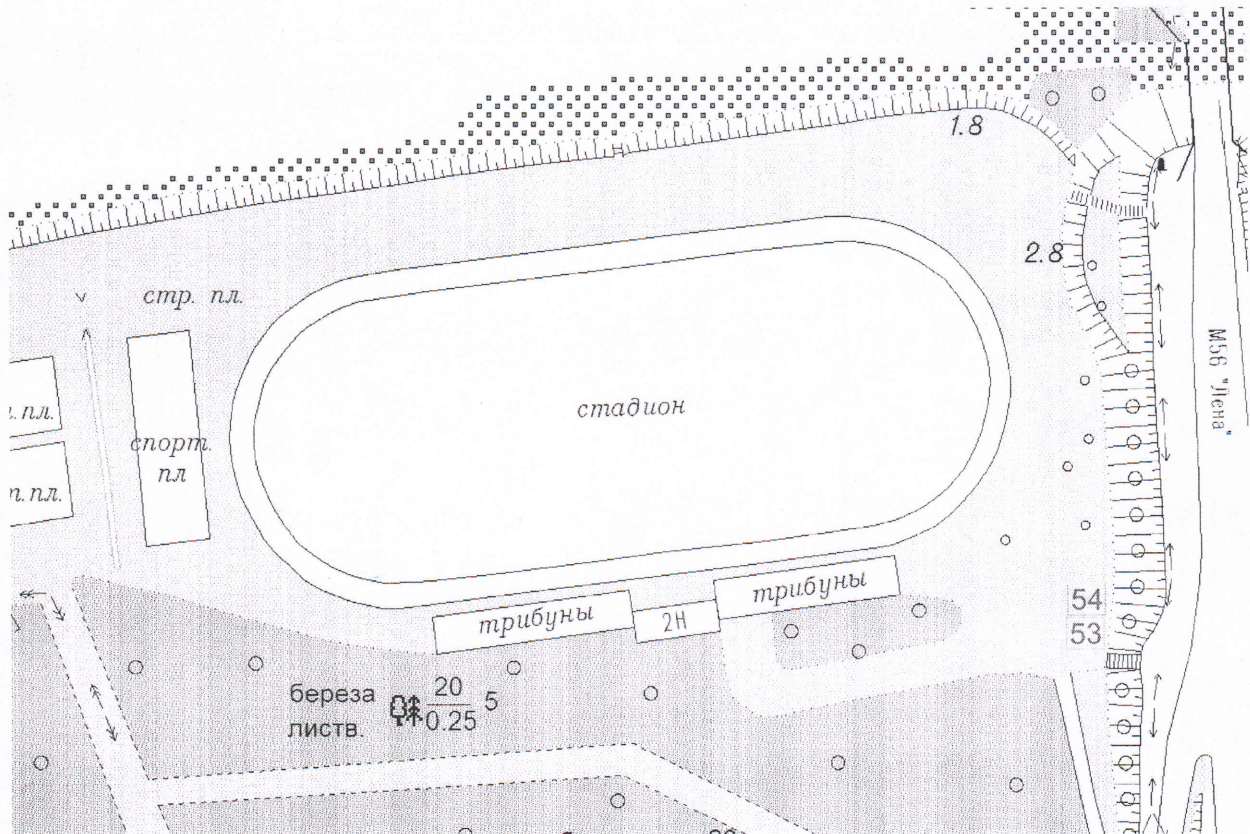 1.8
2.8
стр. пл.
М56 "Лена"
пл.
стадион
спорт.
пл
п. пл.
трибуны
2Н
трибуны
54
53
береза
листв.
20
0.25
5